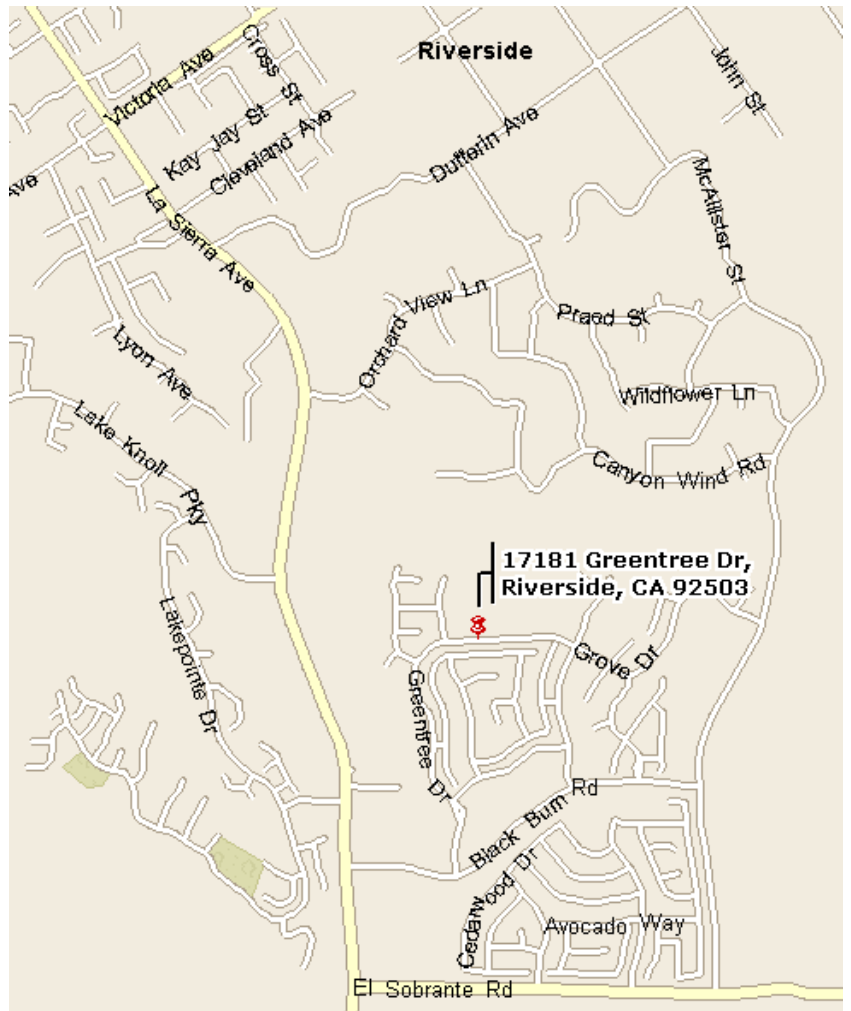 Riverside
Cross St
John St
Victoria Ave
Kay Jay St
Cleveland Ave
Dufferin Ave
Ave
McAllister St
La Sierra Ave
Orchard View Ln
Praed St
Lyon Ave
Wildflower Ln
Lake Knoll Pky
Canyon Wind Rd
17181 Greentree Dr,
Riverside, CA 92503
Lakepointe Dr
Grove Dr
Greentree Dr
Black Burn Rd
Cedarwood Dr
Avocado Way
El Sobrante Rd